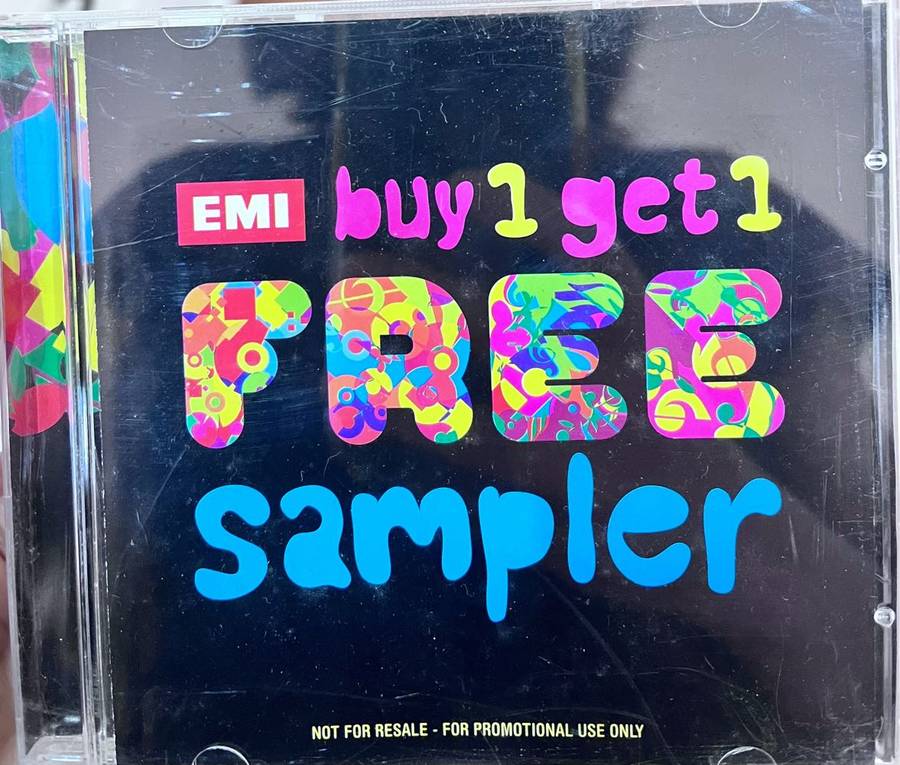 EMI buy 1 get 1
FREE
sampler
NOT FOR RESALE - FOR PROMOTIONAL USE ONLY